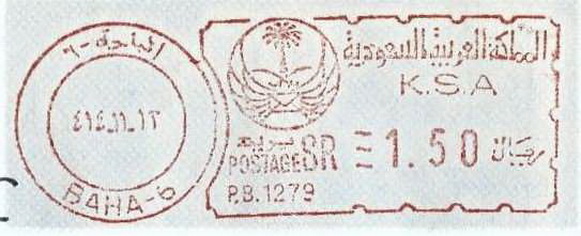 الباحة-٦
٤١٤-١١-١٢
BAHA-6
المملكة العربية السعودية
K.S.A
بريد
POSTAGE SR ≡1.50 ريال
P.B.1279